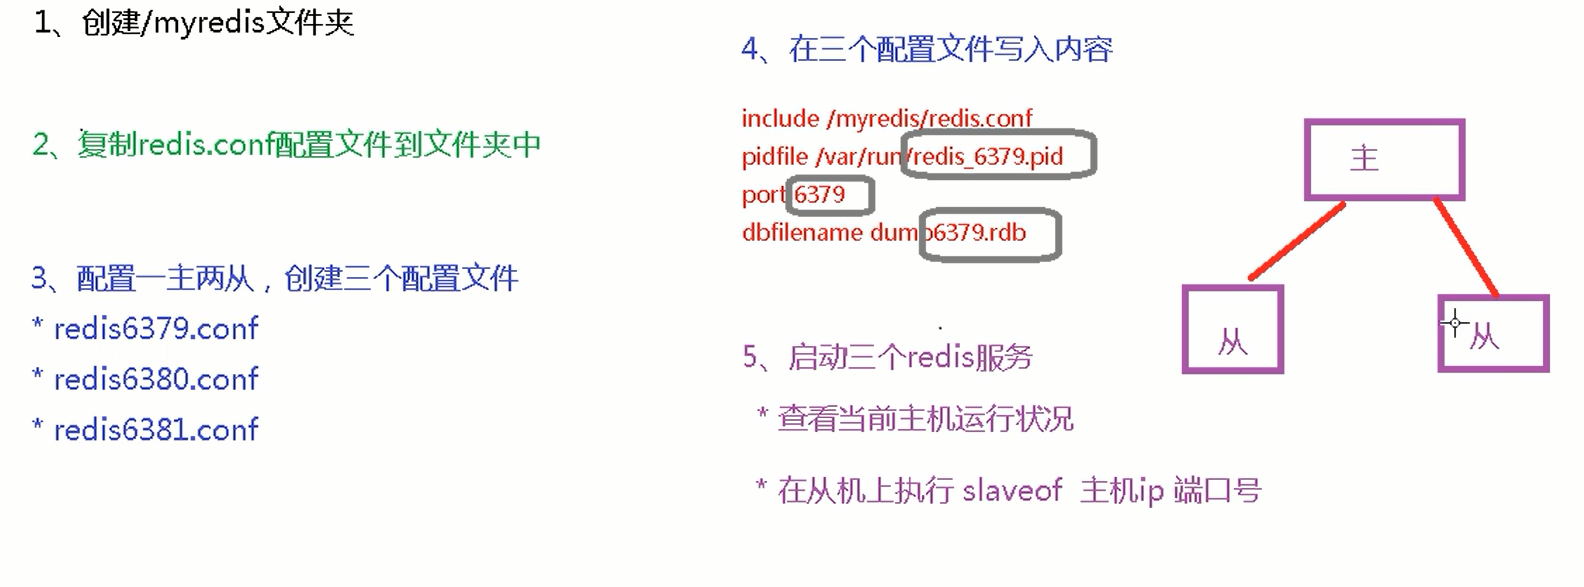 1、创建/myredis文件夹
2、复制redis.conf配置文件到文件夹中
3、配置一主两从，创建三个配置文件
* redis6379.conf
* redis6380.conf
* redis6381.conf
4、在三个配置文件写入内容
include /myredis/redis.conf
pidfile /var/run/redis_6379.pid
port 6379
dbfilename dump6379.rdb
5、启动三个redis服务
* 查看当前主机运行状况
* 在从机上执行 slaveof 主机ip 端口号
主
从
从